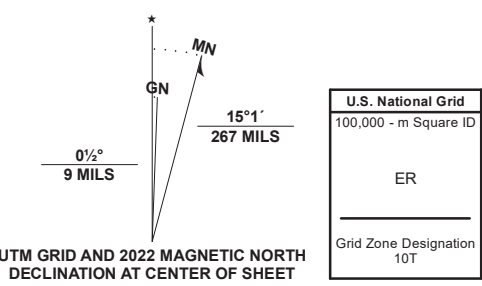 MN
GN
15°1´
267 MILS
0½°
9 MILS
UTM GRID AND 2022 MAGNETIC NORTH
DECLINATION AT CENTER OF SHEET
U.S. National Grid
100,000 - m Square ID
ER
Grid Zone Designation
10T